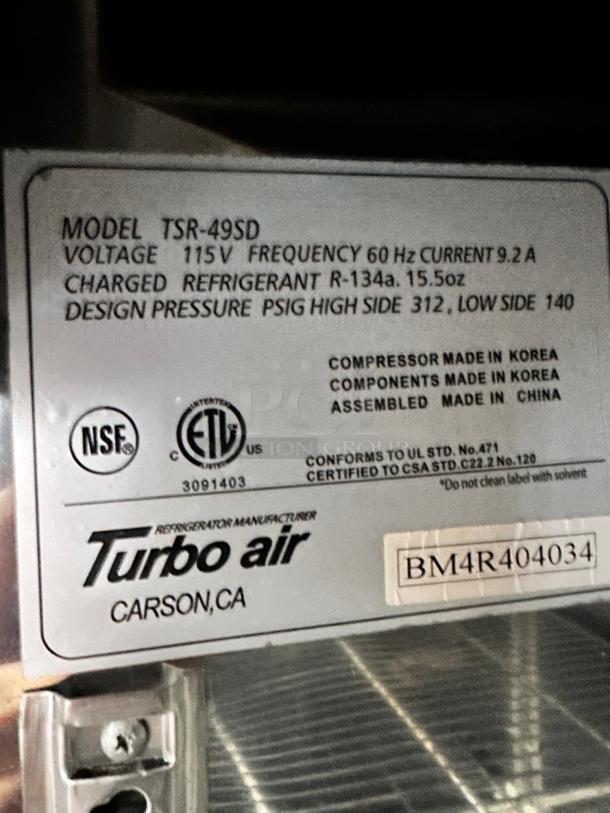 MODEL TSR-49SD
VOLTAGE 115V FREQUENCY 60 Hz CURRENT 9.2 A
CHARGED REFRIGERANT R-134a. 15.5oz
DESIGN PRESSURE PSIG HIGH SIDE 312, LOW SIDE 140
COMPRESSOR MADE IN KOREA
COMPONENTS MADE IN KOREA
ASSEMBLED MADE IN CHINA
NSF®
INTERTEK
C ETL US
LISTED
3091403
CONFORMS TO UL STD. No.471
CERTIFIED TO CSA STD.C22.2 No.120
*Do not clean label with solvent
REFRIGERATOR MANUFACTURER
Turbo air
CARSON,CA
BM4R404034